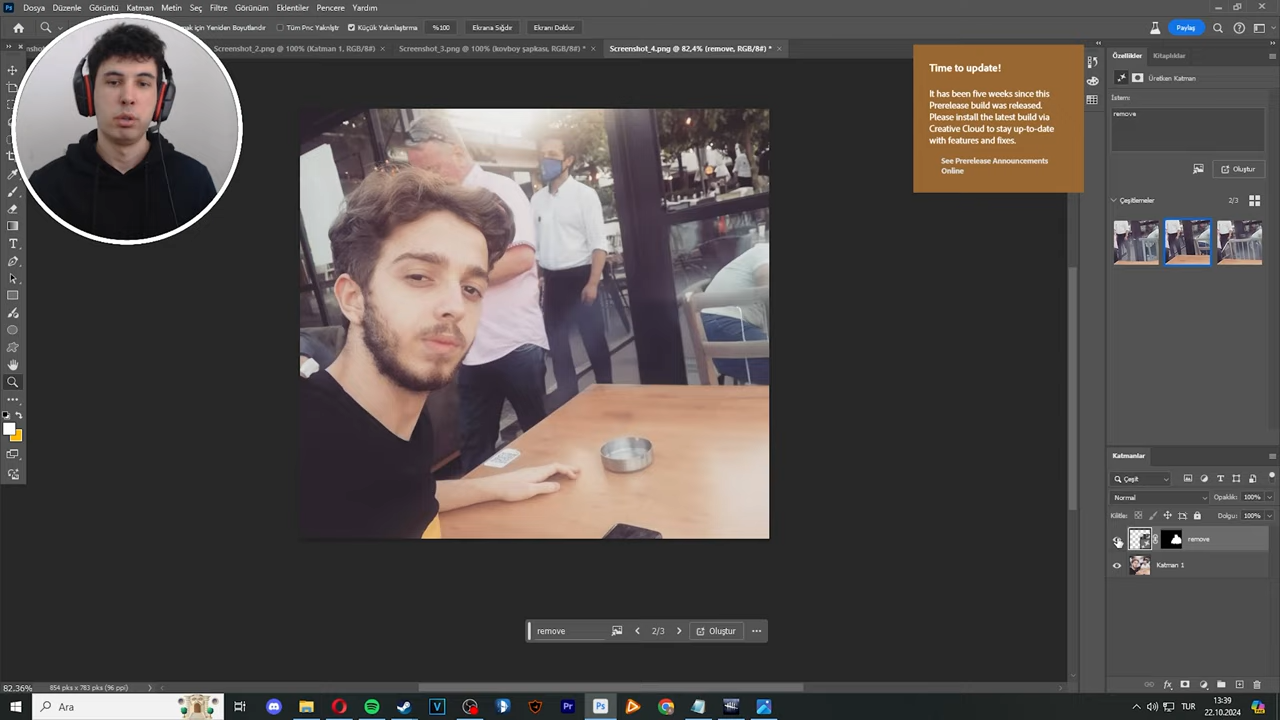 Dosya Düzenle Görüntü Katman Metin Seç Filtre Görünüm Eklentiler Pencere Yardım
için Yeniden Boyutlandır Tüm Pnc Yaknlştr Küçük Yakınlaştırma %100 Ekrana Sığdır Ekranı Doldur
Paylaş
Screenshot_2.png @ 100% (Katman 1, RGB/8#) Screenshot_3.png @ 100% (kovboy şapkası, RGB/8#) * Screenshot_4.png @ 82,4% (remove, RGB/8#) *
Time to update!
It has been five weeks since this
Prerelease build was released.
Please install the latest build via
Creative Cloud to stay up-to-date
with features and fixes.
See Prerelease Announcements
Online
Özellikler Kitaplıklar
Üretken Katman
İstem:
remove
Oluştur
Çeşitlemeler 2/3
Katmanlar
Çeşit
Normal Opaklık: 100%
Kilitle: Dolgu: 100%
remove
Katman 1
remove 2/3 Oluştur
82.36% 854 pks x 783 pks (96 ppi)
Ara
TUR
13:39
22.10.2024